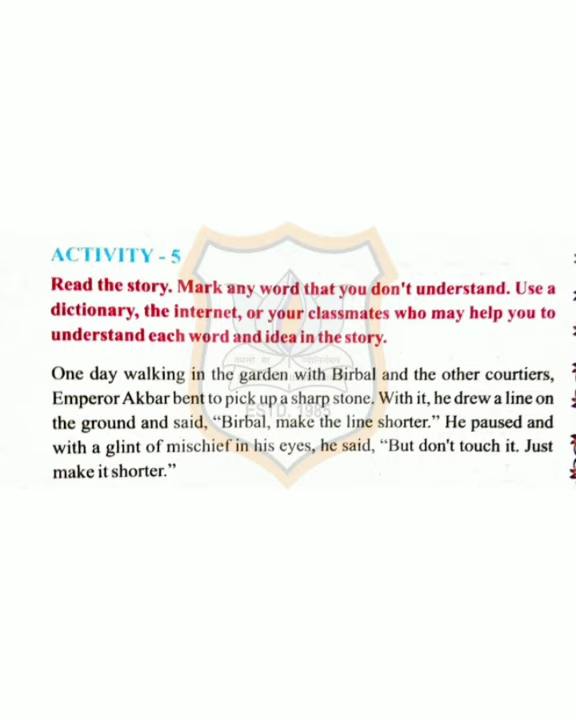 ACTIVITY - 5
Read the story. Mark any word that you don't understand. Use a
dictionary, the internet, or your classmates who may help you to
understand each word and idea in the story.
One day walking in the garden with Birbal and the other courtiers,
Emperor Akbar bent to pick up a sharp stone. With it, he drew a line on
the ground and said, “Birbal, make the line shorter.” He paused and
with a glint of mischief in his eyes, he said, “But don't touch it. Just
make it shorter.”
ESTD. 1985